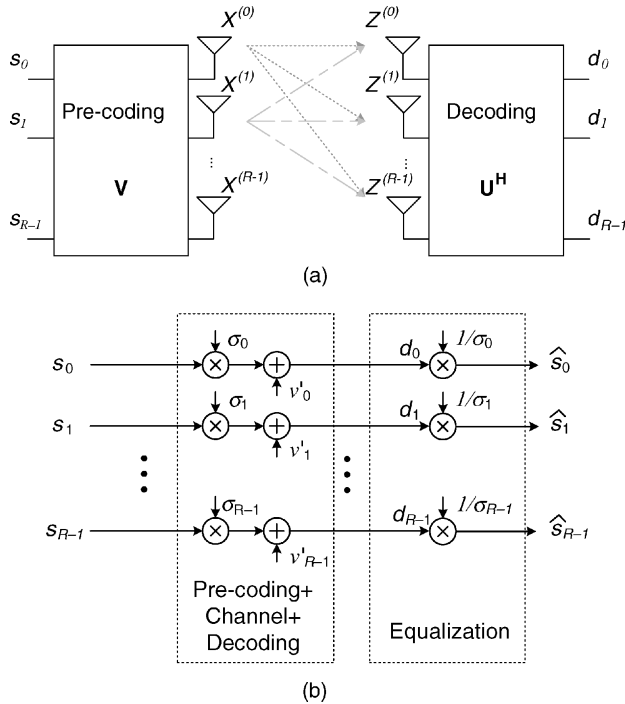 X(0)
Z(0)
s0
d0
X(1)
Z(1)
Pre-coding
Decoding
s1
d1
X(R-1)
Z(R-1)
V
U^H
sR–1
dR–1
(a)
σ0
1/σ0
s0
d0
ŝ0
v'0
σ1
1/σ1
s1
d1
ŝ1
v'1
σR–1
1/σR–1
sR–1
dR–1
ŝR–1
v'R–1
Pre-coding+
Channel+
Decoding
Equalization
(b)